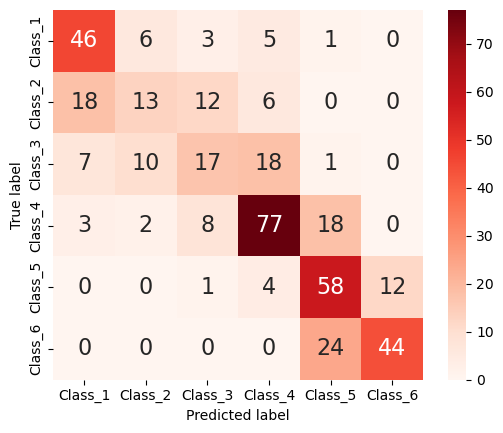 True label
Class_1 46 6 3 5 1 0
Class_2 18 13 12 6 0 0
Class_3 7 10 17 18 1 0
Class_4 3 2 8 77 18 0
Class_5 0 0 1 4 58 12
Class_6 0 0 0 0 24 44
Class_1 Class_2 Class_3 Class_4 Class_5 Class_6
Predicted label
70
60
50
40
30
20
10
0